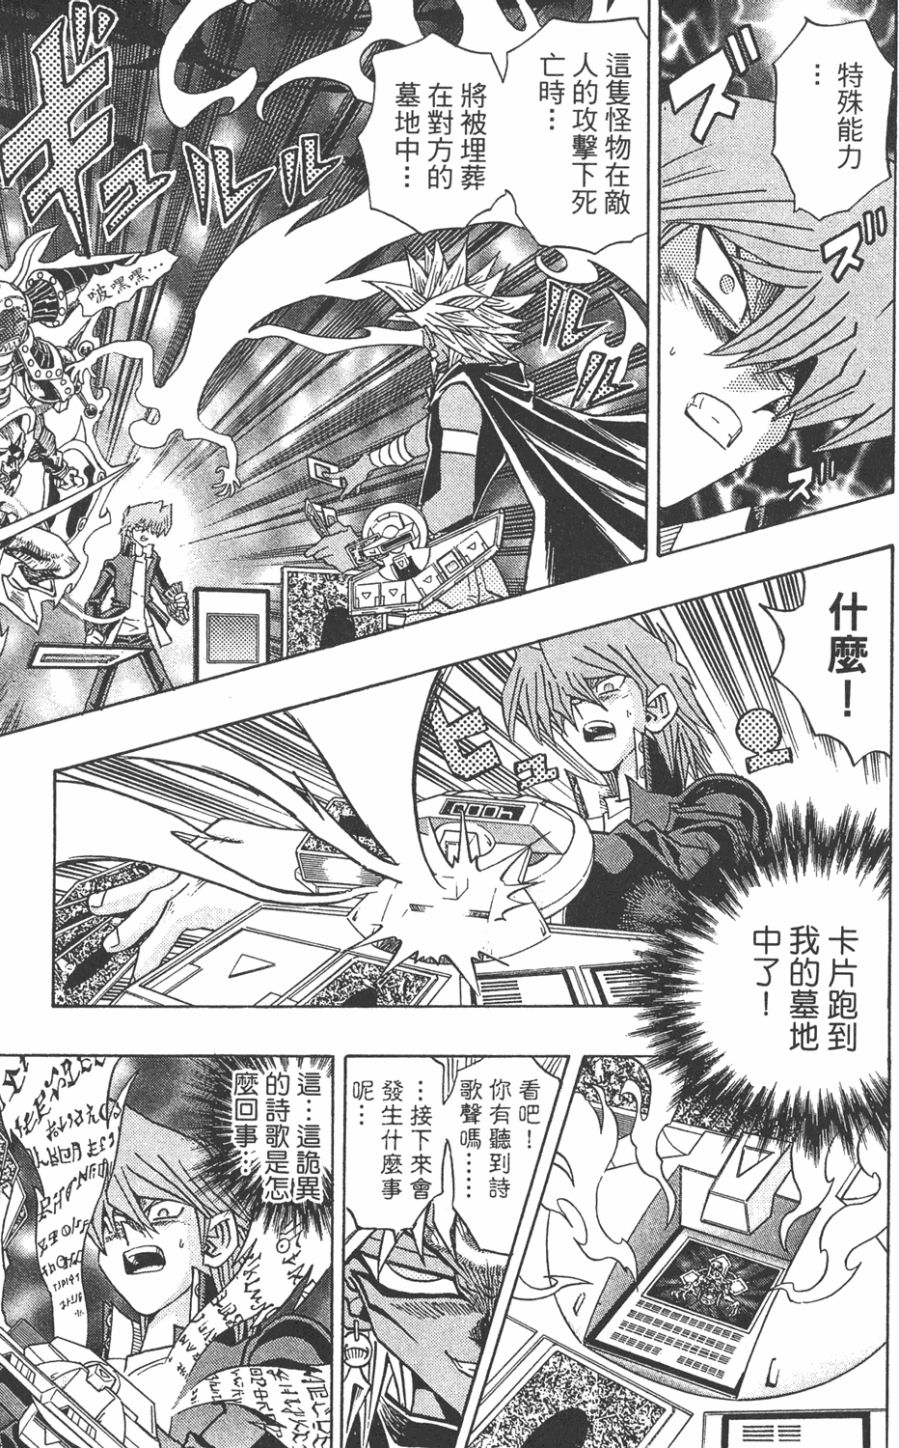 特殊能力
…
ズズ
ズ
ズ
這隻怪物在敵
人的攻擊下死
亡時…
將被埋葬
在對方的
墓地中…
ギュルルル
啵嘿嘿…
什麼！
卡片跑到
我的墓地
中了！
看吧！
你有聽到詩
歌聲嗎……
…接下來會
發生什麼事
呢…
這…這詭異
的詩歌是怎
麼回事…